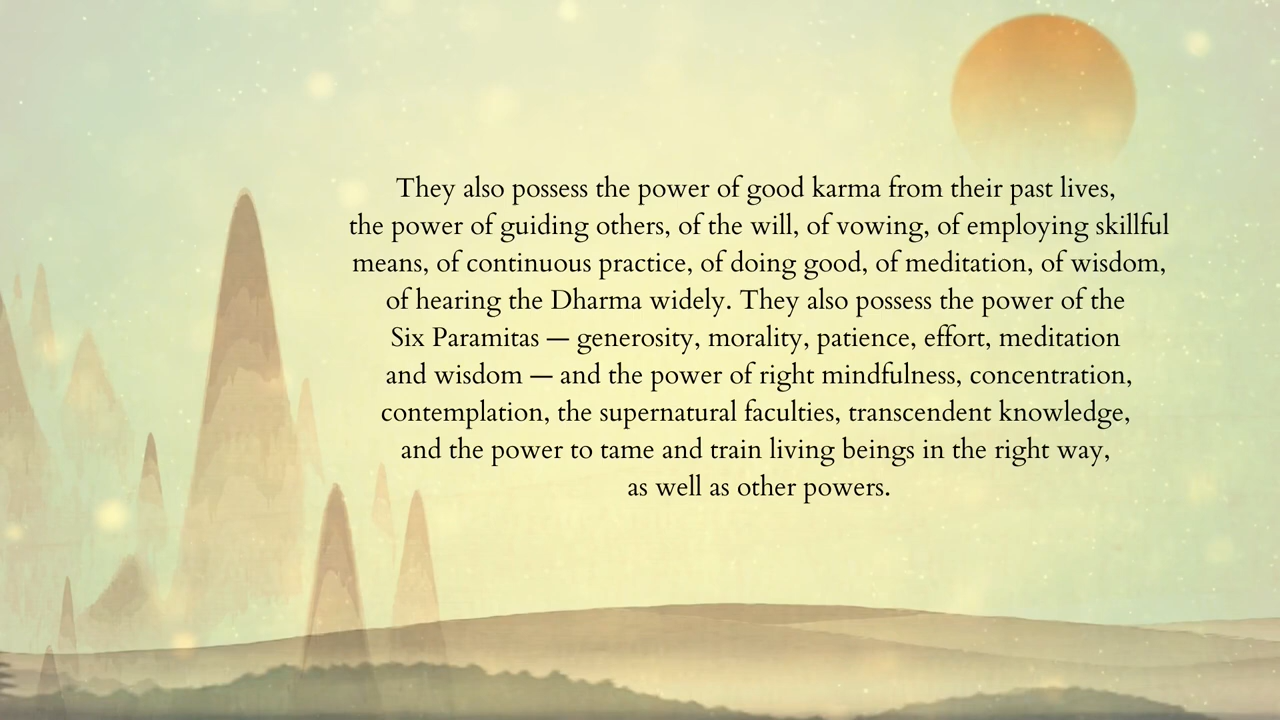 They also possess the power of good karma from their past lives,
the power of guiding others, of the will, of vowing, of employing skillful
means, of continuous practice, of doing good, of meditation, of wisdom,
of hearing the Dharma widely. They also possess the power of the
Six Paramitas — generosity, morality, patience, effort, meditation
and wisdom — and the power of right mindfulness, concentration,
contemplation, the supernatural faculties, transcendent knowledge,
and the power to tame and train living beings in the right way,
as well as other powers.